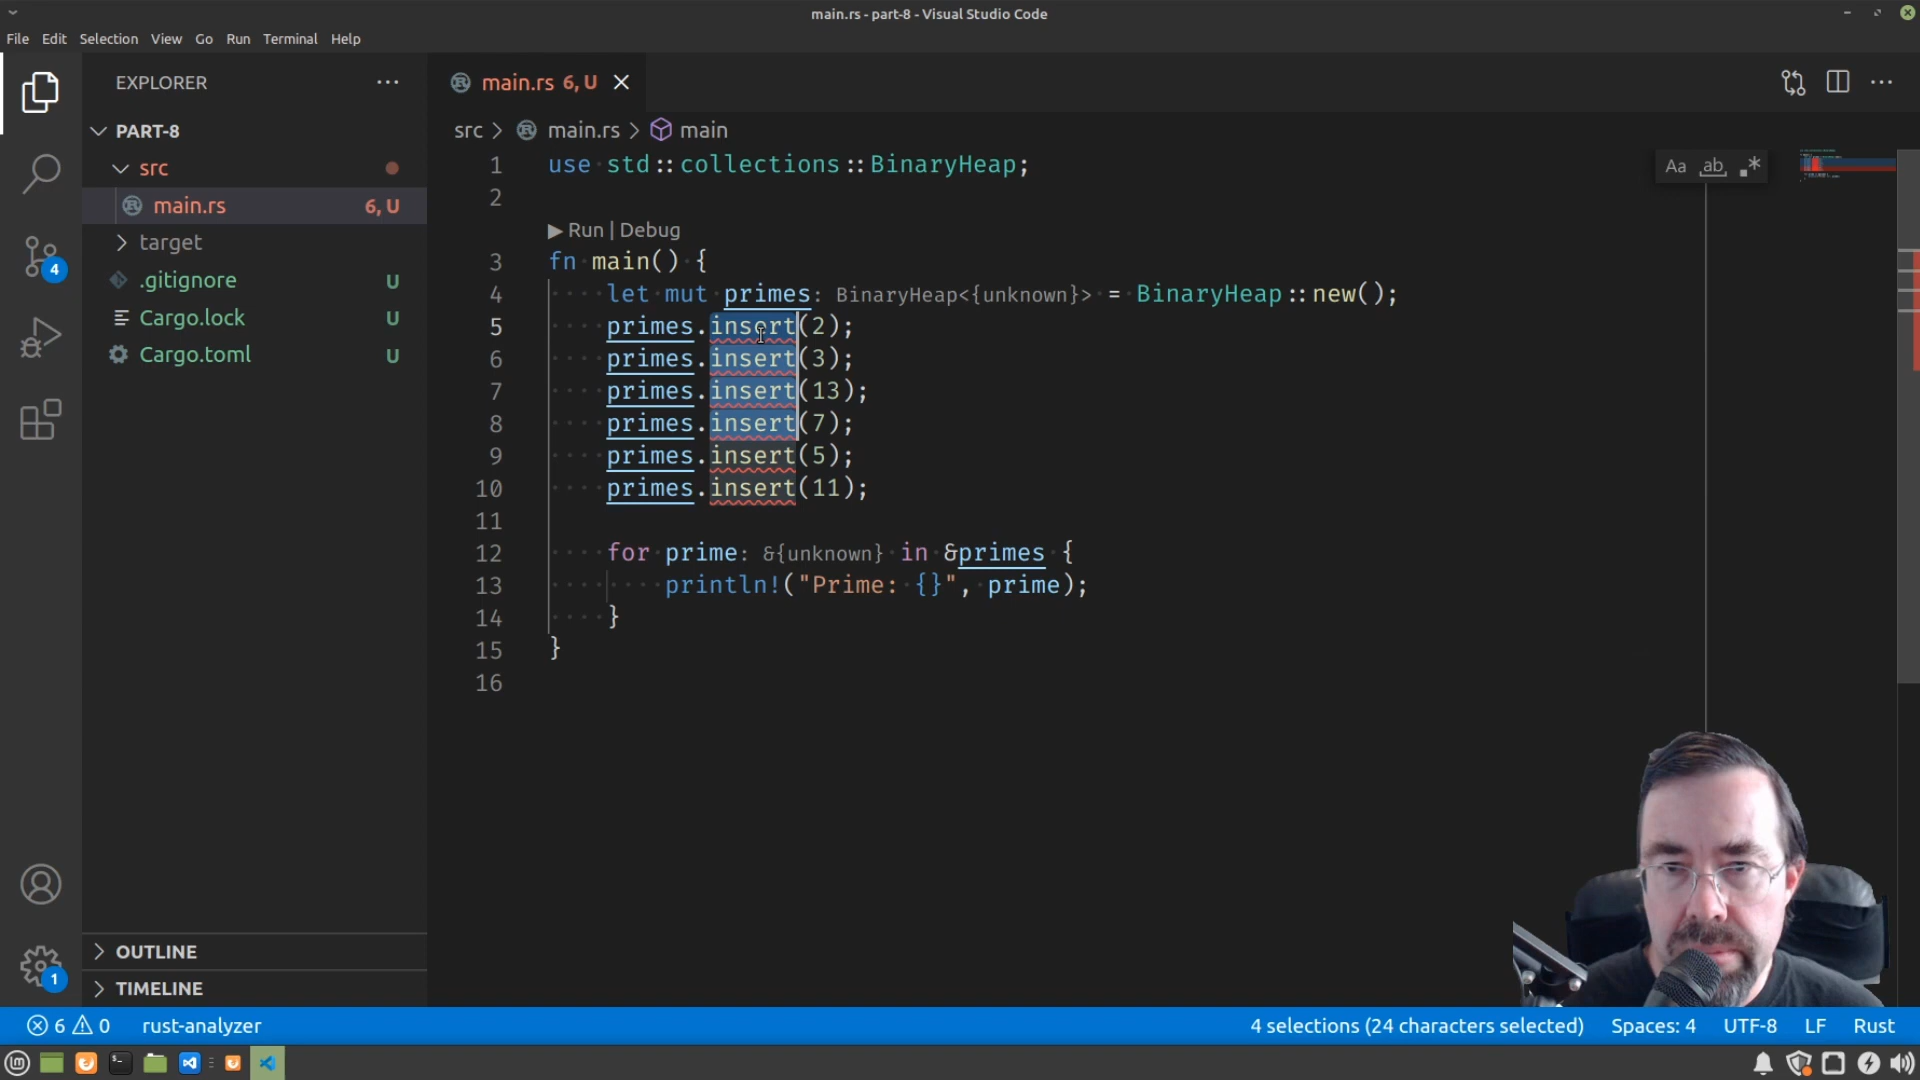 main.rs - part-8 - Visual Studio Code
File Edit Selection View Go Run Terminal Help
EXPLORER
main.rs 6, U
PART-8
src > main.rs > main
src
main.rs 6, U
target
.gitignore U
Cargo.lock U
Cargo.toml U
1 use std::collections::BinaryHeap;
2
Run | Debug
3 fn main() {
4 let mut primes: BinaryHeap<{unknown}> = BinaryHeap::new();
5 primes.insert(2);
6 primes.insert(3);
7 primes.insert(13);
8 primes.insert(7);
9 primes.insert(5);
10 primes.insert(11);
11
12 for prime: &{unknown} in &primes {
13 println!("Prime: {}", prime);
14 }
15 }
16
Aa ab
4
1
OUTLINE
TIMELINE
6 0 rust-analyzer 4 selections (24 characters selected) Spaces: 4 UTF-8 LF Rust